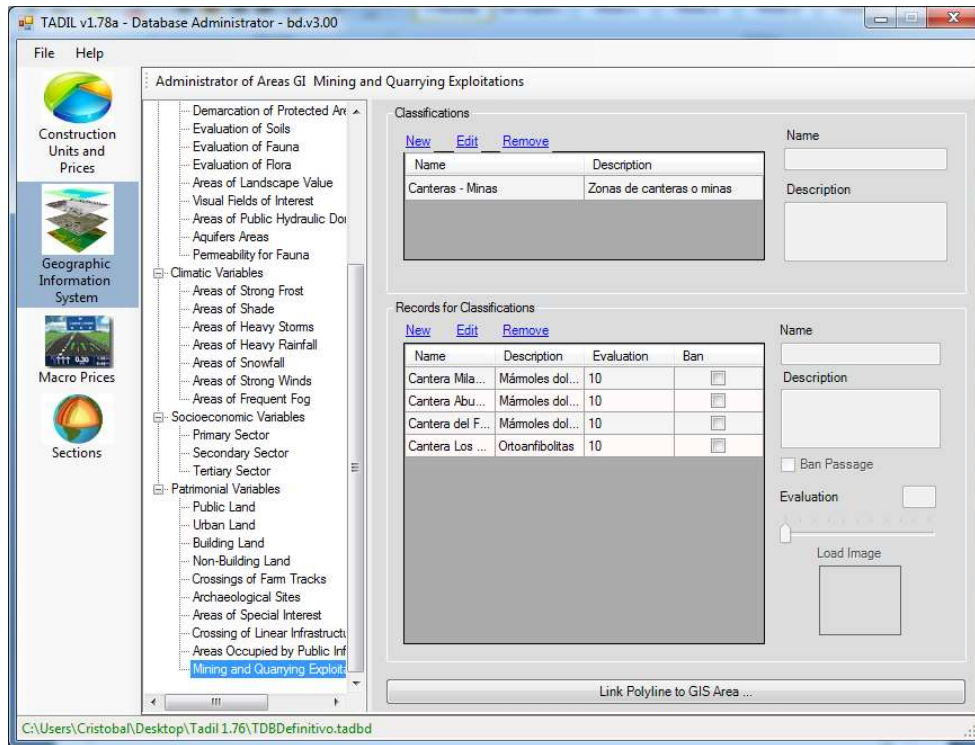 TADIL v1.78a - Database Administrator - bd.v3.00
File Help
Construction
Units and
Prices
Geographic
Information
System
Macro Prices
Sections
Administrator of Areas GI Mining and Quarrying Exploitations
Demarcation of Protected Are
Evaluation of Soils
Evaluation of Fauna
Evaluation of Flora
Areas of Landscape Value
Visual Fields of Interest
Areas of Public Hydraulic Do
Aquifers Areas
Permeability for Fauna
Climatic Variables
Areas of Strong Frost
Areas of Shade
Areas of Heavy Storms
Areas of Heavy Rainfall
Areas of Snowfall
Areas of Strong Winds
Areas of Frequent Fog
Socioeconomic Variables
Primary Sector
Secondary Sector
Tertiary Sector
Patrimonial Variables
Public Land
Urban Land
Building Land
Non-Building Land
Crossings of Farm Tracks
Archaeological Sites
Areas of Special Interest
Crossing of Linear Infrastructu
Areas Occupied by Public Inf
Mining and Quarrying Exploita
Classifications
New Edit Remove
Name Description
Canteras - Minas Zonas de canteras o minas
Name
Description
Records for Classifications
New Edit Remove
Name Description Evaluation Ban
Cantera Mila... Mármoles dol... 10
Cantera Abu... Mármoles dol... 10
Cantera del F... Mármoles dol... 10
Cantera Los ... Ortoanfibolitas 10
Name
Description
Ban Passage
Evaluation
Load Image
Link Polyline to GIS Area ...
C:\Users\Cristobal\Desktop\Tadil 1.76\TDBDefinitivo.tadbd